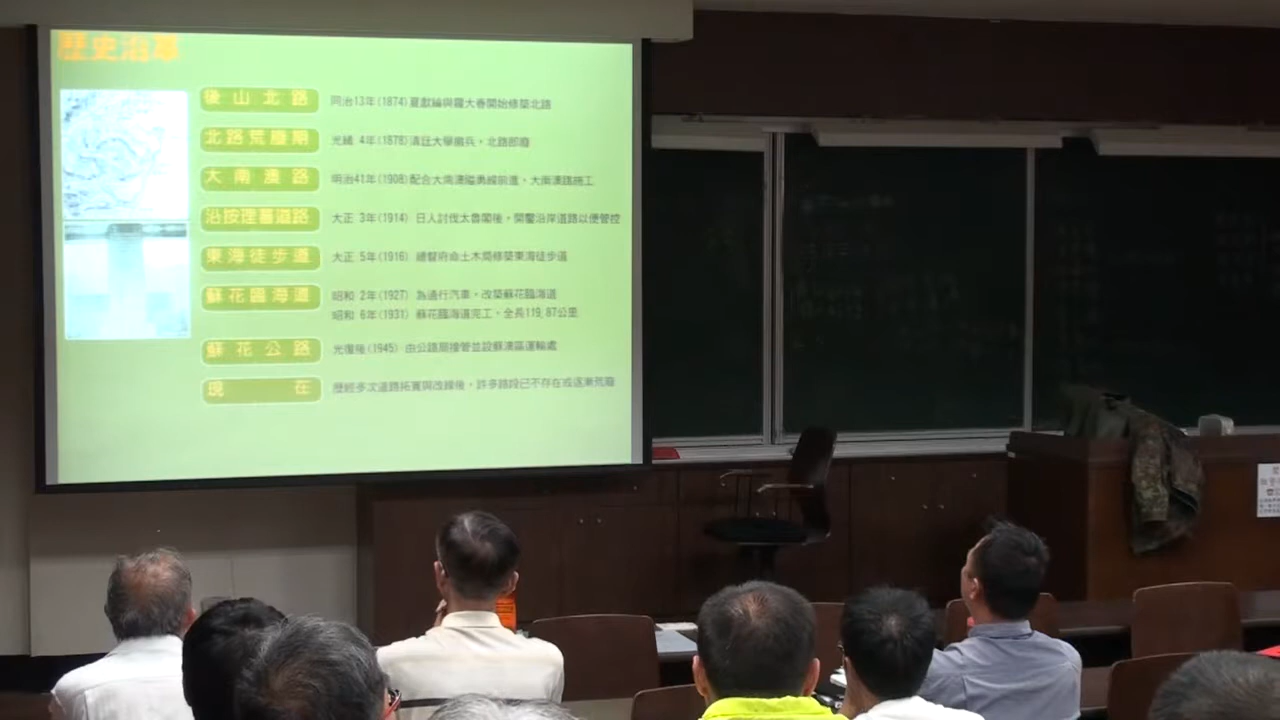 歷史沿革
後山北路 同治13年(1874)夏獻綸與羅大春開始修築北路
北路荒廢期 光緒 4年(1878)清廷大舉撤兵,北路即廢
大南澳路 明治41年(1908)配合大南澳隘勇線前進,大南澳路施工
沿按理蕃道路 大正 3年(1914) 日人討伐太魯閣後,開鑿沿岸道路以便管控
東海徒步道 大正 5年(1916) 總督府命土木局修築東海徒步道
蘇花臨海道 昭和 2年(1927) 為通行汽車,改築蘇花臨海道
昭和 6年(1931) 蘇花臨海道完工,全長119.87公里
蘇花公路 光復後(1945) 由公路局接管並設蘇澳區運輸處
現在 歷經多次道路拓寬與改線後,許多路段已不存在或逐漸荒廢